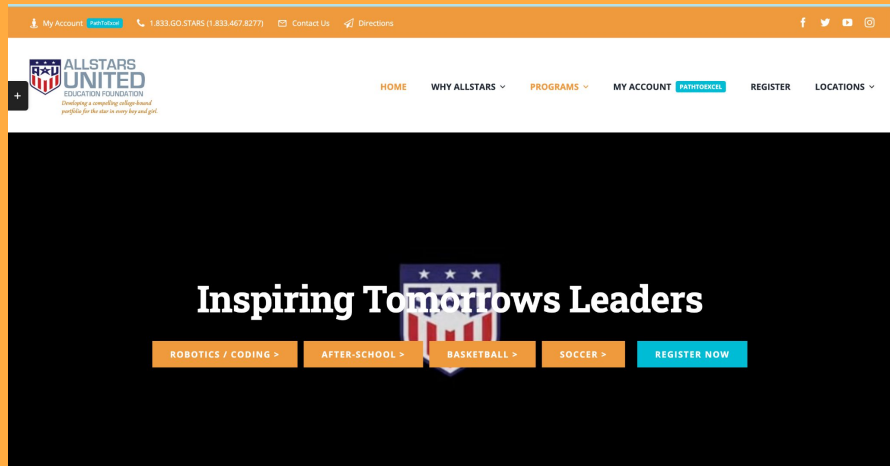 My Account PathToExcel 1.833.GO.STARS (1.833.467.8277) Contact Us Directions
ALLSTARS
UNITED
EDUCATION FOUNDATION
Developing a compelling college-bound
portfolio for the star in every boy and girl.
HOME WHY ALLSTARS PROGRAMS MY ACCOUNT PATHTOEXCEL REGISTER LOCATIONS
Inspiring Tomorrows Leaders
ROBOTICS / CODING > AFTER-SCHOOL > BASKETBALL > SOCCER > REGISTER NOW